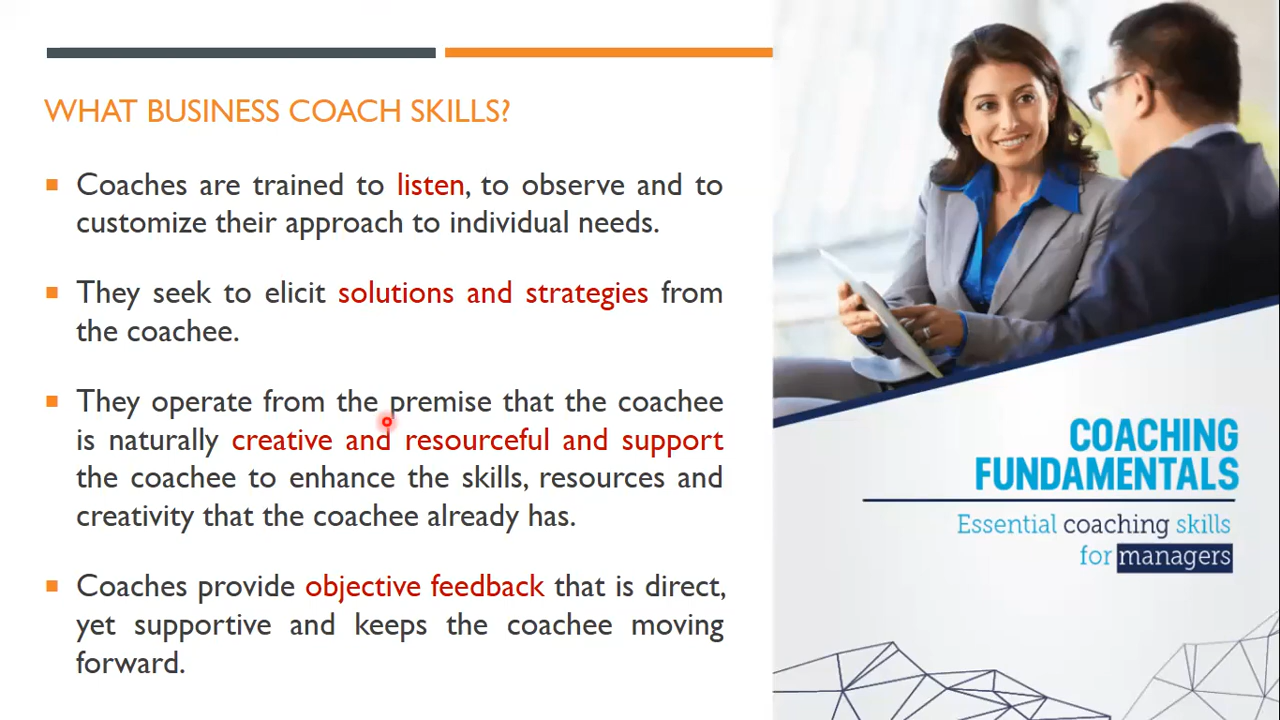 WHAT BUSINESS COACH SKILLS?
Coaches are trained to listen, to observe and to
customize their approach to individual needs.
They seek to elicit solutions and strategies from
the coachee.
They operate from the premise that the coachee
is naturally creative and resourceful and support
the coachee to enhance the skills, resources and
creativity that the coachee already has.
Coaches provide objective feedback that is direct,
yet supportive and keeps the coachee moving
forward.
COACHING
FUNDAMENTALS
Essential coaching skills
for managers